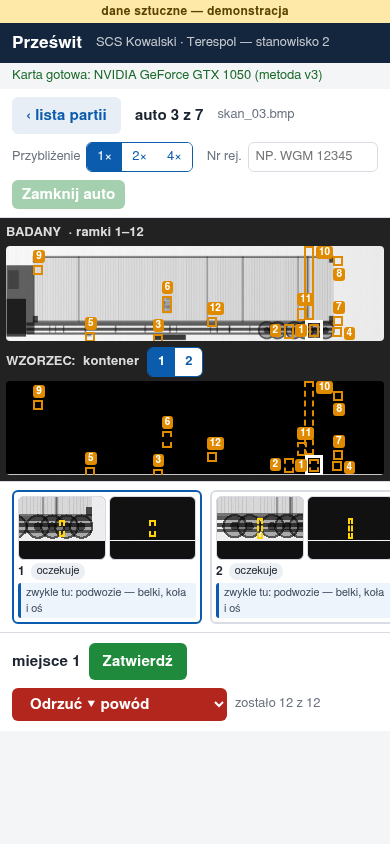 dane sztuczne — demonstracja
Prześwit SCS Kowalski · Terespol — stanowisko 2
Karta gotowa: NVIDIA GeForce GTX 1050 (metoda v3)
‹ lista partii auto 3 z 7 skan_03.bmp
Przybliżenie 1× 2× 4× Nr rej. NP. WGM 12345
Zamknij auto
BADANY · ramki 1–12
9 10 8 6 11 7 12 5 3 2 1 4
WZORZEC: kontener 1 2
9 10 8 6 11 7 12 5 3 2 1 4
1 oczekuje
zwykle tu: podwozie — belki, koła
i oś
2 oczekuje
zwykle tu: podwozie — belki, koła
i oś
miejsce 1 Zatwierdź
Odrzuć ▾ powód zostało 12 z 12